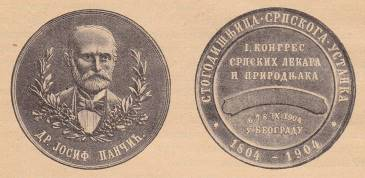 ДР. ЈОСИФ ПАНЧИЋ.
СТОГОДИШЊИЦА·СРПСКОГА·УСТАНКА
I. КОНГРЕС
СРПСКИХ ЛЕКАРА
И ПРИРОДЊАКА
6. 7. 8. IX. 1904
У БЕОГРАДУ
·1804-1904·